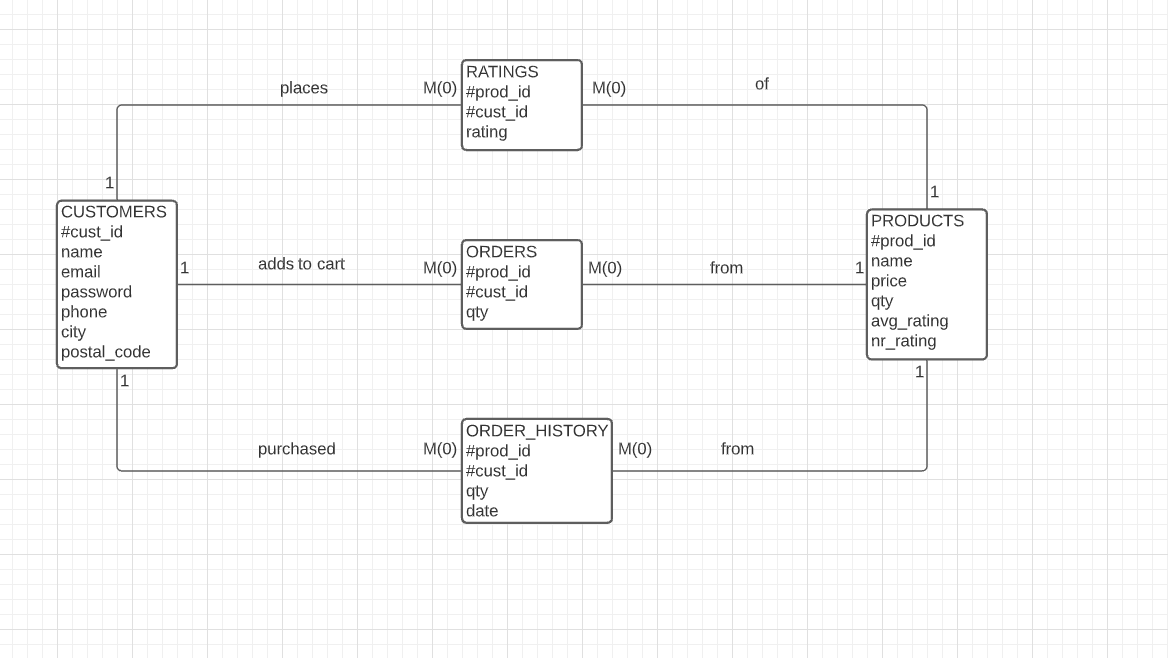 places
M(0)
RATINGS
#prod_id
#cust_id
rating
M(0)
of
1
1
CUSTOMERS
#cust_id
name
email
password
phone
city
postal_code
1
adds to cart
M(0)
ORDERS
#prod_id
#cust_id
qty
M(0)
from
1
PRODUCTS
#prod_id
name
price
qty
avg_rating
nr_rating
1
1
purchased
M(0)
ORDER_HISTORY
#prod_id
#cust_id
qty
date
M(0)
from